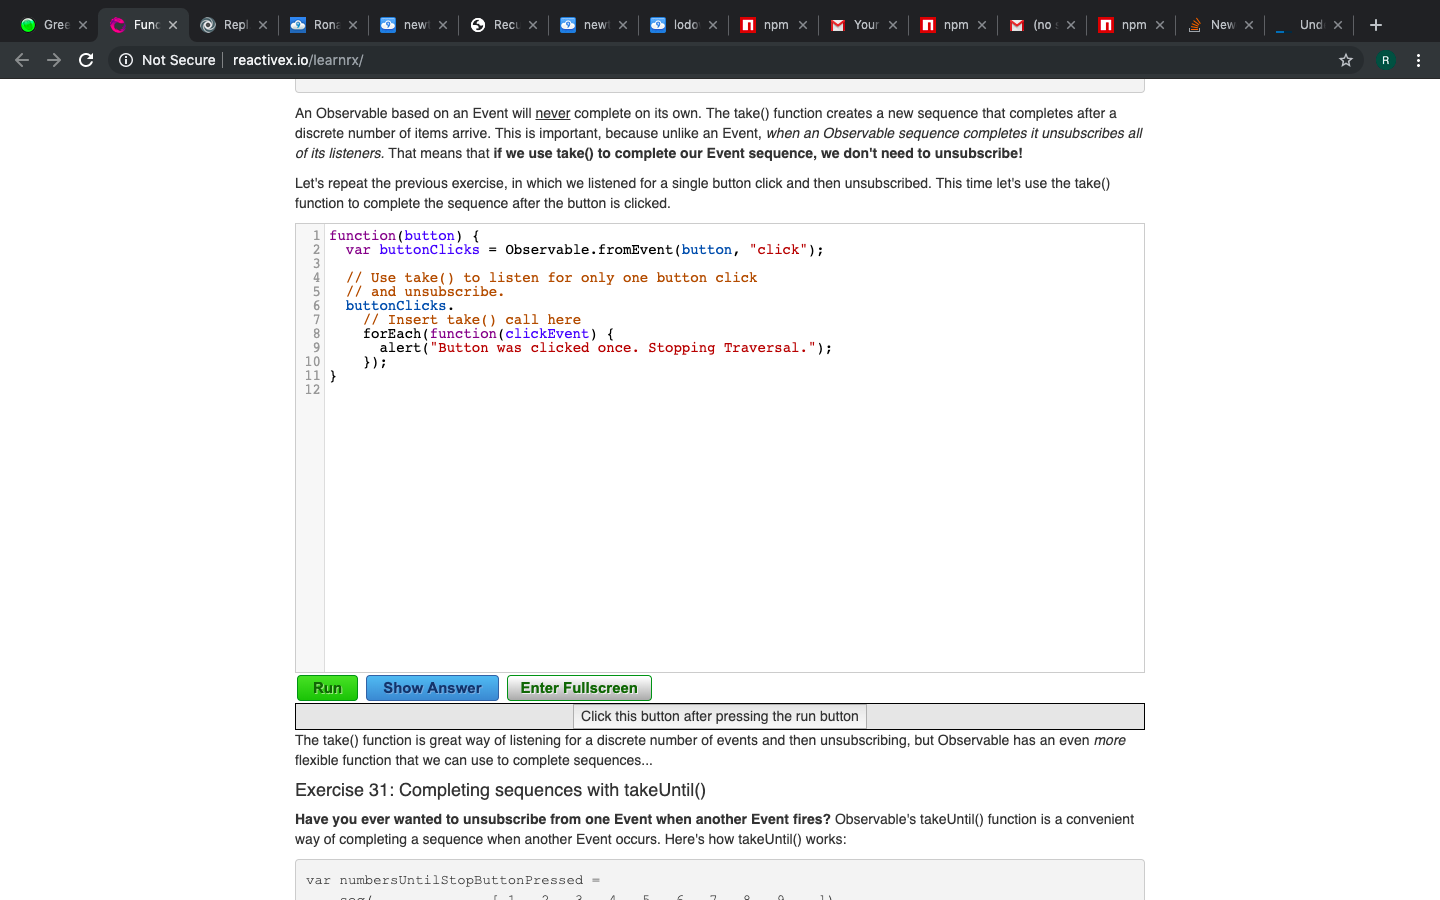 Gree
Func
Repl
Rona
newt
Recu
newt
lodo
npm
Your
npm
(no s
npm
New
Unde
Not Secure
reactivex.io/learnrx/
R
An Observable based on an Event will never complete on its own. The take() function creates a new sequence that completes after a
discrete number of items arrive. This is important, because unlike an Event, when an Observable sequence completes it unsubscribes all
of its listeners. That means that if we use take() to complete our Event sequence, we don't need to unsubscribe!
Let's repeat the previous exercise, in which we listened for a single button click and then unsubscribed. This time let's use the take()
function to complete the sequence after the button is clicked.
1 function(button) {
2 var buttonClicks = Observable.fromEvent(button, "click");
3
4 // Use take() to listen for only one button click
5 // and unsubscribe.
6 buttonClicks.
7 // Insert take() call here
8 forEach(function(clickEvent) {
9 alert("Button was clicked once. Stopping Traversal.");
10 });
11 }
12
Run
Show Answer
Enter Fullscreen
Click this button after pressing the run button
The take() function is great way of listening for a discrete number of events and then unsubscribing, but Observable has an even more
flexible function that we can use to complete sequences...
Exercise 31: Completing sequences with takeUntil()
Have you ever wanted to unsubscribe from one Event when another Event fires? Observable's takeUntil() function is a convenient
way of completing a sequence when another Event occurs. Here's how takeUntil() works:
var numbersUntilStopButtonPressed =
seq( [ 1 2 3 4 5 6 7 8 9 ])